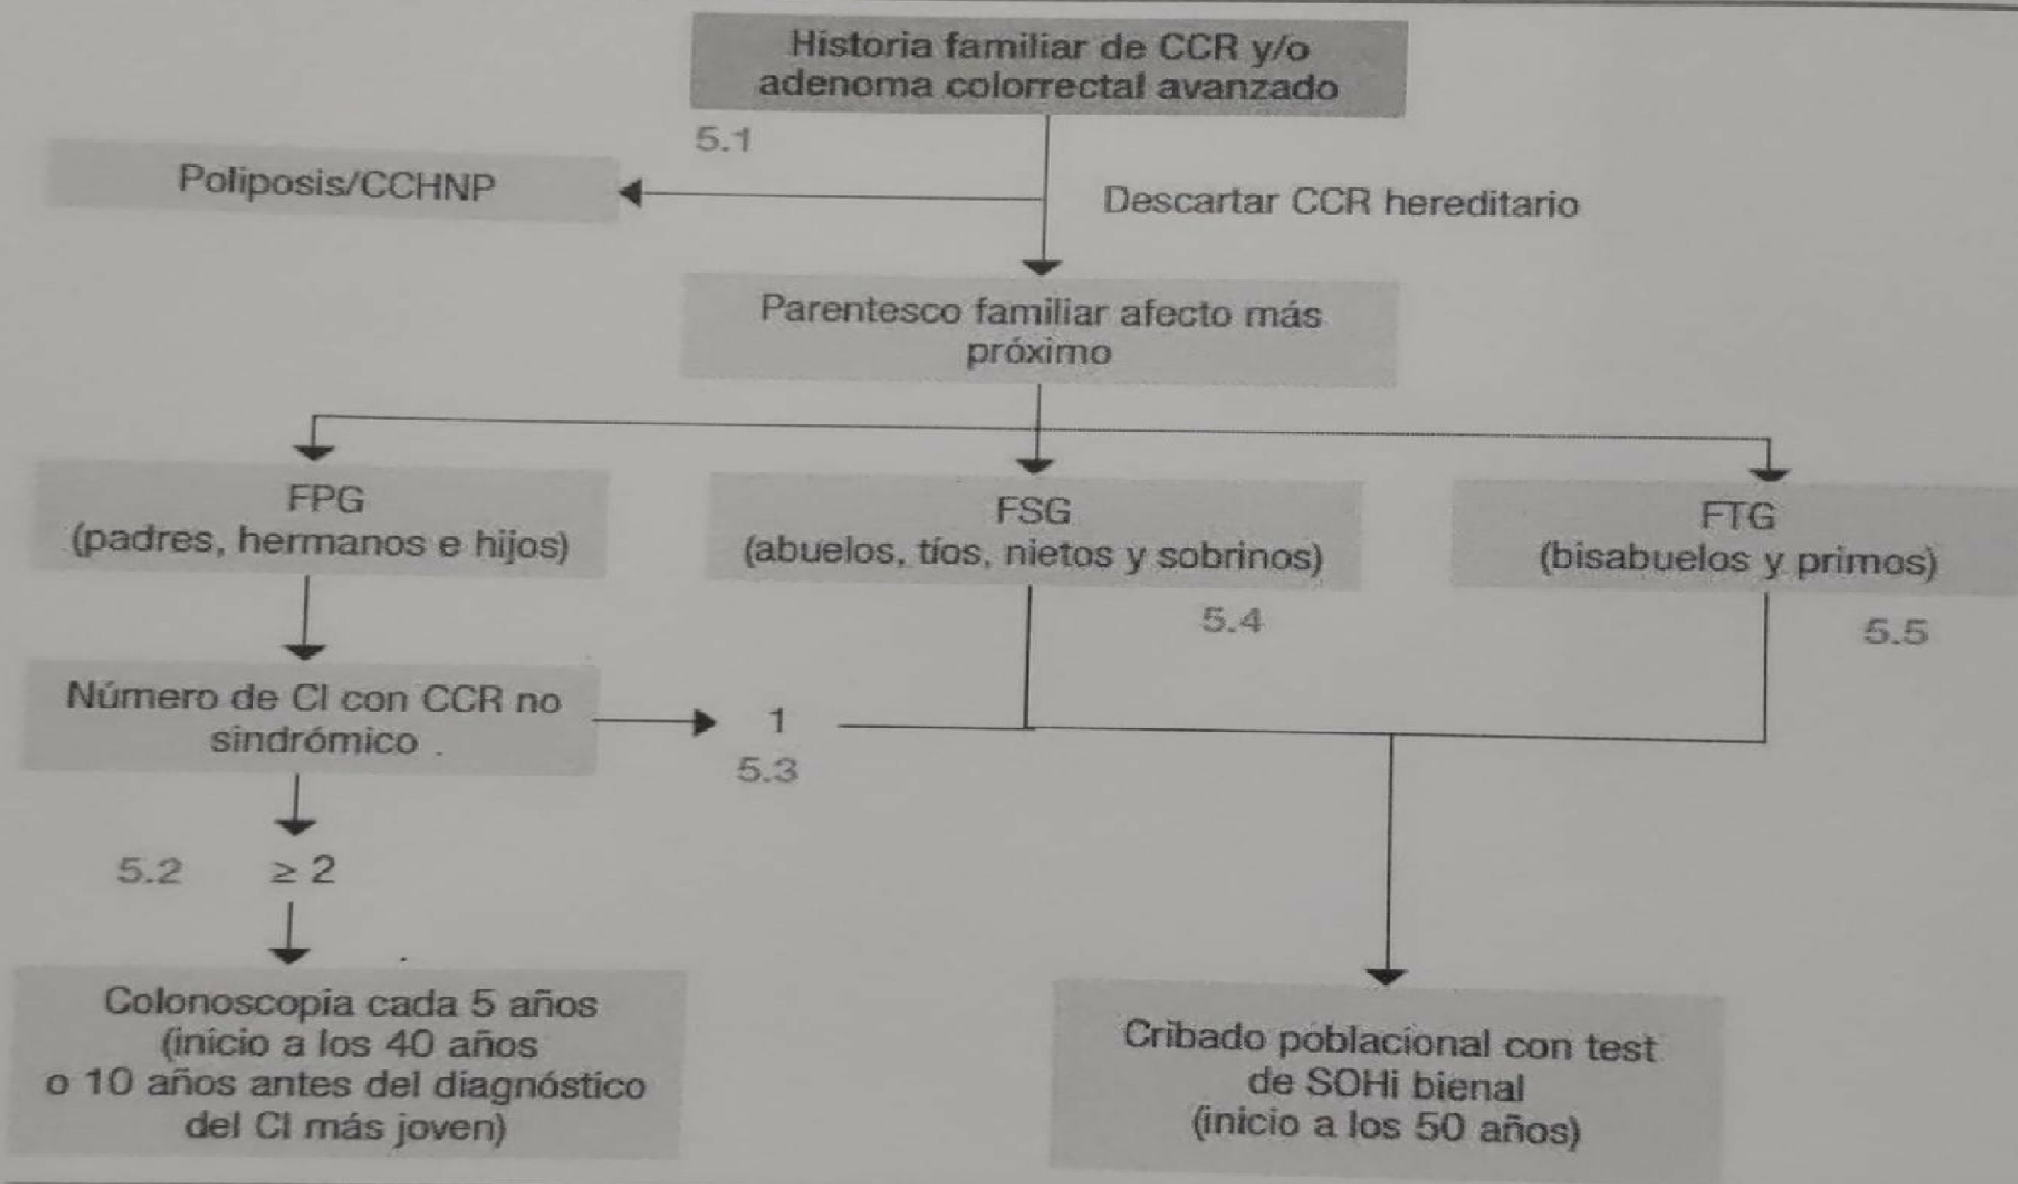 Historia familiar de CCR y/o
adenoma colorrectal avanzado
5.1
Poliposis/CCHNP
Descartar CCR hereditario
Parentesco familiar afecto más
próximo
FPG
(padres, hermanos e hijos)
FSG
(abuelos, tíos, nietos y sobrinos)
FTG
(bisabuelos y primos)
5.4
5.5
Número de CI con CCR no
sindrómico
1
5.3
5.2
≥ 2
Colonoscopia cada 5 años
(inicio a los 40 años
o 10 años antes del diagnóstico
del CI más joven)
Cribado poblacional con test
de SOHi bienal
(inicio a los 50 años)